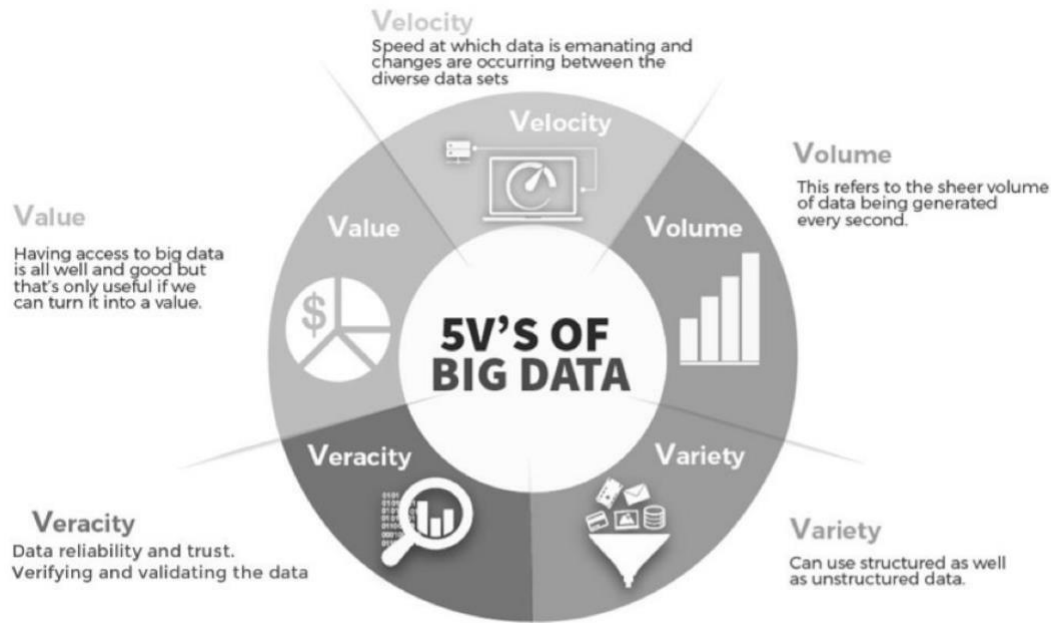 Velocity
Speed at which data is emanating and
changes are occurring between the
diverse data sets
Velocity
Volume
This refers to the sheer volume
of data being generated
every second.
Volume
Value
Having access to big data
is all well and good but
that's only useful if we
can turn it into a value.
Value
$
5V'S OF
BIG DATA
Veracity
Variety
Veracity
Data reliability and trust.
Verifying and validating the data
Variety
Can use structured as well
as unstructured data.